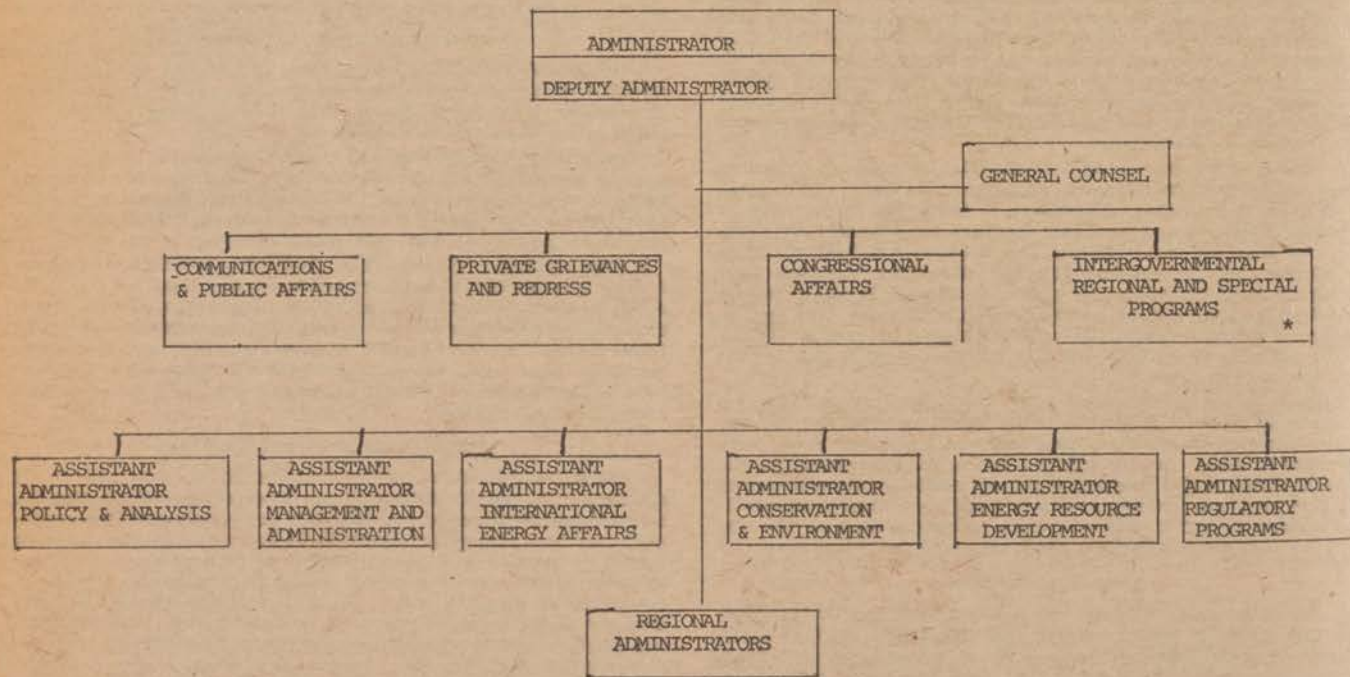 ADMINISTRATOR
DEPUTY ADMINISTRATOR
GENERAL COUNSEL
COMMUNICATIONS
& PUBLIC AFFAIRS
PRIVATE GRIEVANCES
AND REDRESS
CONGRESSIONAL
AFFAIRS
INTERGOVERNMENTAL
REGIONAL AND SPECIAL
PROGRAMS
*
ASSISTANT
ADMINISTRATOR
POLICY & ANALYSIS
ASSISTANT
ADMINISTRATOR
MANAGEMENT AND
ADMINISTRATION
ASSISTANT
ADMINISTRATOR
INTERNATIONAL
ENERGY AFFAIRS
ASSISTANT
ADMINISTRATOR
CONSERVATION
& ENVIRONMENT
ASSISTANT
ADMINISTRATOR
ENERGY RESOURCE
DEVELOPMENT
ASSISTANT
ADMINISTRATOR
REGULATORY
PROGRAMS
REGIONAL
ADMINISTRATORS